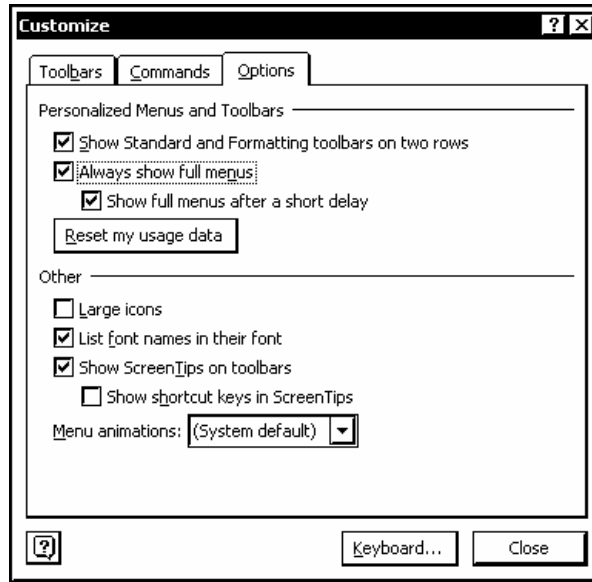 Customize
Toolbars Commands Options
Personalized Menus and Toolbars
Show Standard and Formatting toolbars on two rows
Always show full menus
Show full menus after a short delay
Reset my usage data
Other
Large icons
List font names in their font
Show ScreenTips on toolbars
Show shortcut keys in ScreenTips
Menu animations: (System default)
Keyboard... Close